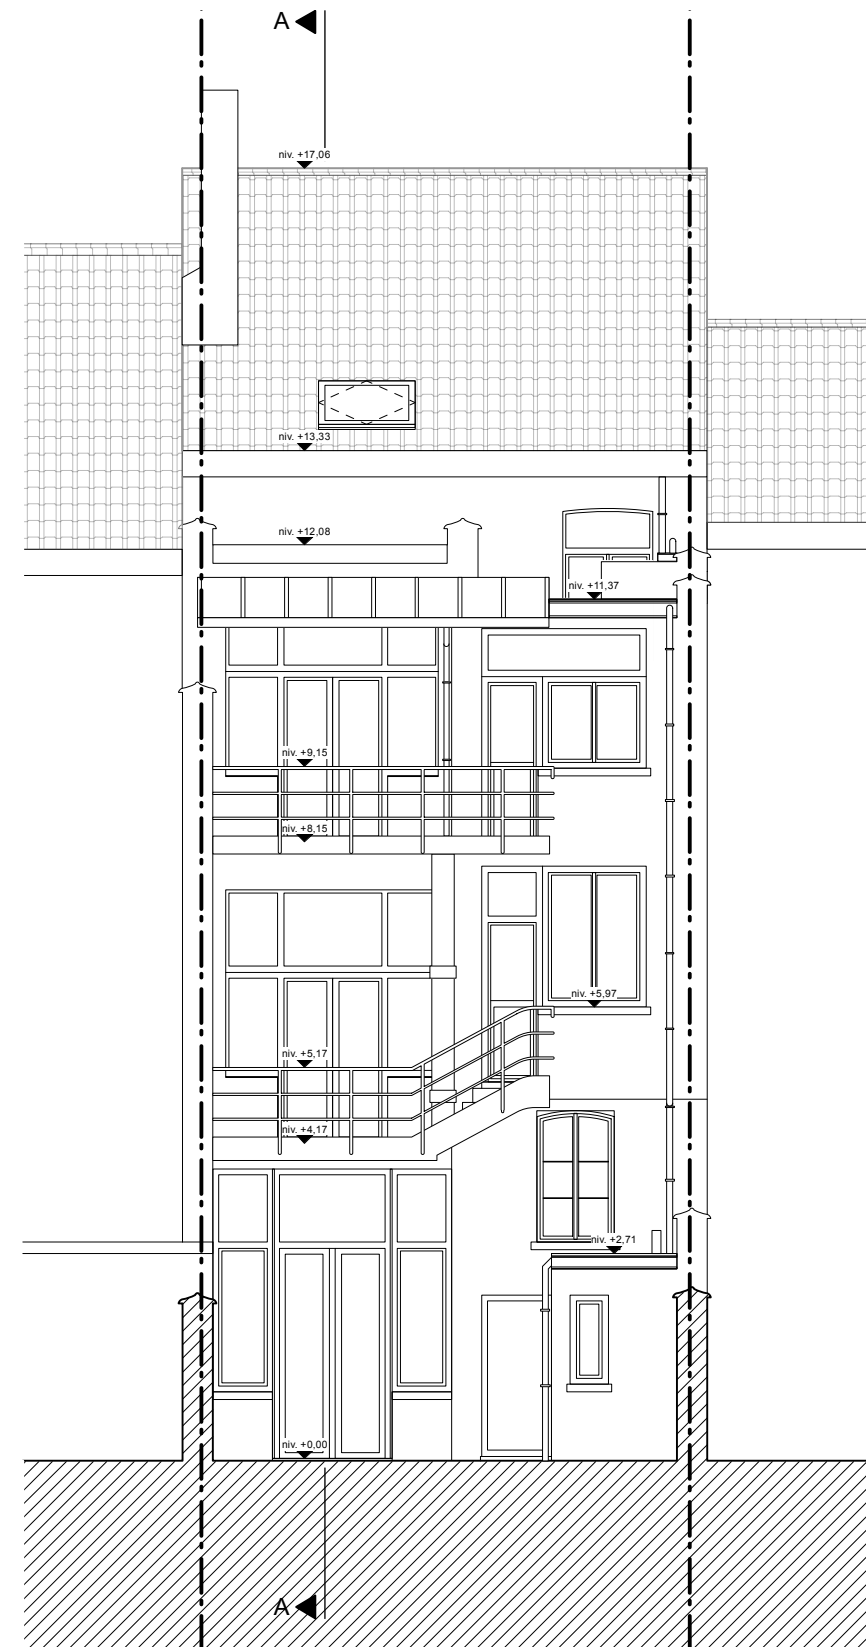 A
niv. +17,06
niv. +13,33
niv. +12,08
niv. +11,37
niv. +9,15
niv. +8,15
niv. +5,97
niv. +5,17
niv. +4,17
niv. +2,71
niv. +0,00
A